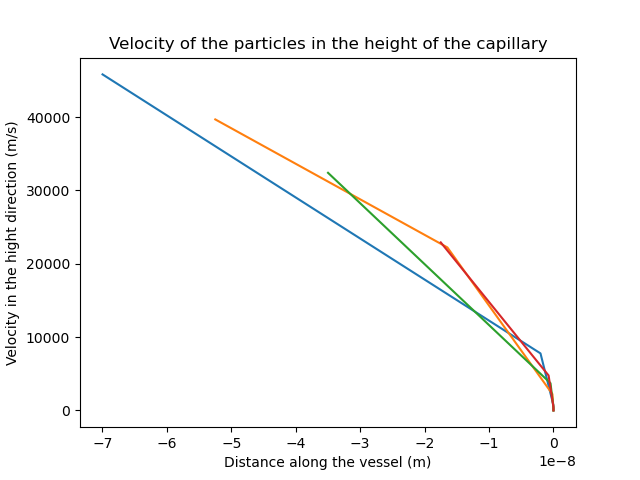 Velocity of the particles in the height of the capillary
Velocity in the hight direction (m/s)
40000
30000
20000
10000
0
−7 −6 −5 −4 −3 −2 −1 0
1e−8
Distance along the vessel (m)